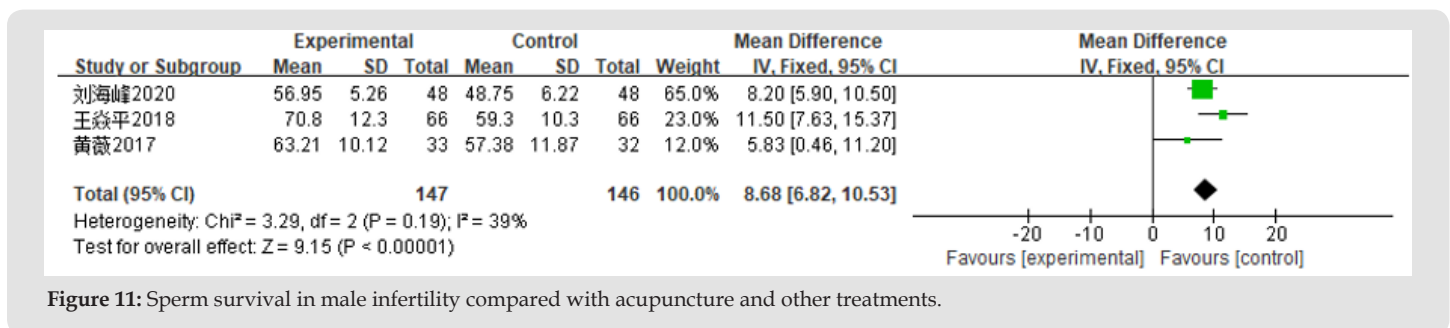 Experimental Control Mean Difference Mean Difference
Study or Subgroup Mean SD Total Mean SD Total Weight IV, Fixed, 95% CI IV, Fixed, 95% CI
刘海峰2020 56.95 5.26 48 48.75 6.22 48 65.0% 8.20 [5.90, 10.50]
王焱平2018 70.8 12.3 66 59.3 10.3 66 23.0% 11.50 [7.63, 15.37]
黄薇2017 63.21 10.12 33 57.38 11.87 32 12.0% 5.83 [0.46, 11.20]
Total (95% CI) 147 146 100.0% 8.68 [6.82, 10.53]
Heterogeneity: Chi² = 3.29, df = 2 (P = 0.19); I² = 39%
Test for overall effect: Z = 9.15 (P < 0.00001)
-20 -10 0 10 20
Favours [experimental] Favours [control]
Figure 11: Sperm survival in male infertility compared with acupuncture and other treatments.